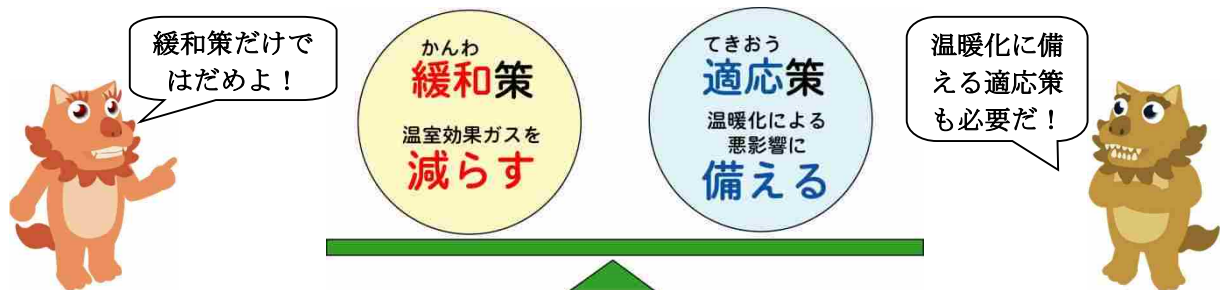 緩和策だけで
はだめよ！
かんわ
緩和策
温室効果ガスを
減らす
てきおう
適応策
温暖化による
悪影響に
備える
温暖化に備
える適応策
も必要だ！